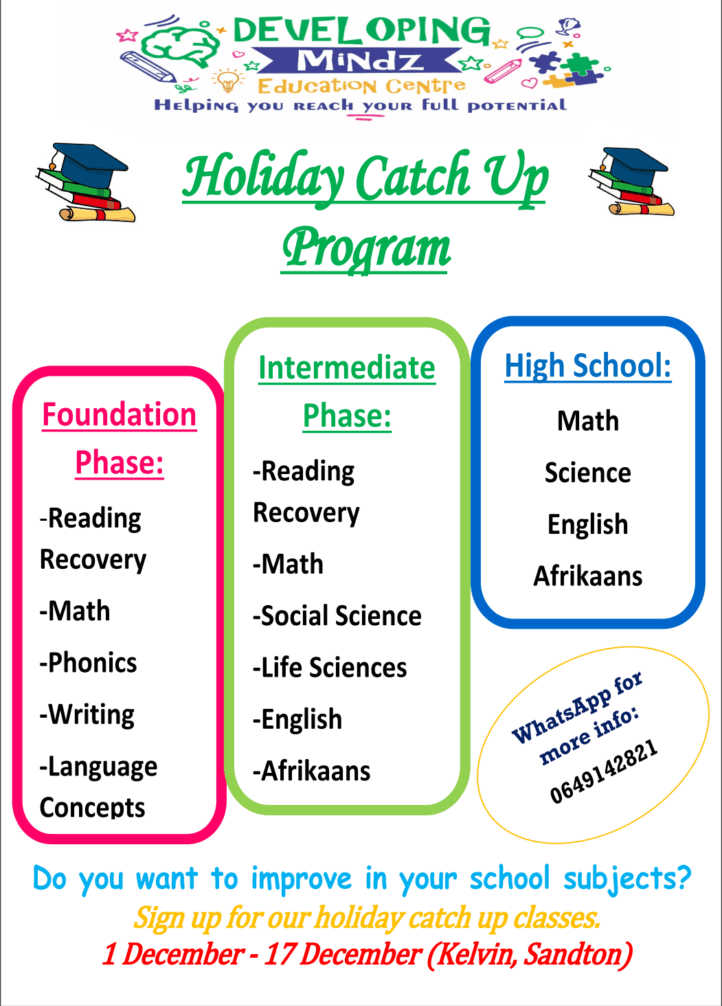 DEVELOPING
MiNdZ
EducatioN CeNtre
HelpiNg you reach your full poteNtial
Holiday Catch Up
Program
Foundation
Phase:
-Reading
Recovery
-Math
-Phonics
-Writing
-Language
Concepts
Intermediate
Phase:
-Reading
Recovery
-Math
-Social Science
-Life Sciences
-English
-Afrikaans
High School:
Math
Science
English
Afrikaans
WhatsApp for
more info:
0649142821
Do you want to improve in your school subjects?
Sign up for our holiday catch up classes.
1 December - 17 December (Kelvin, Sandton)